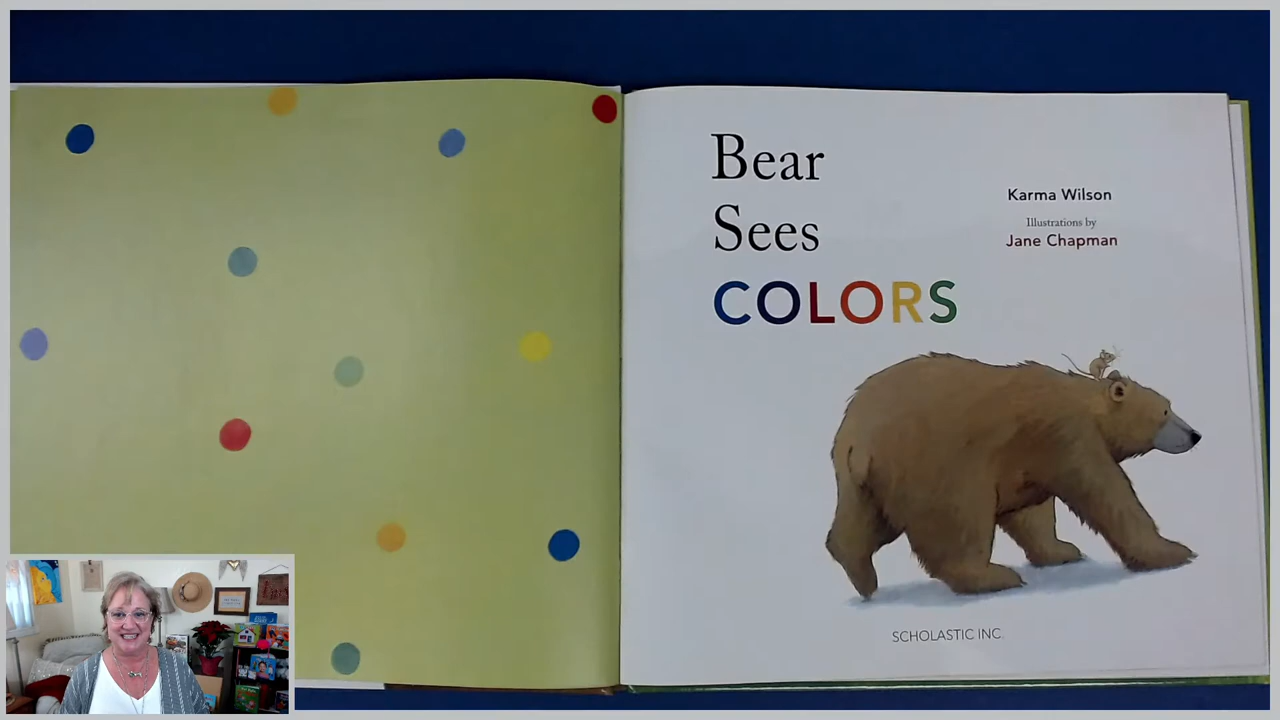 Bear
Sees
COLORS
Karma Wilson
Illustrations by
Jane Chapman
SCHOLASTIC INC.